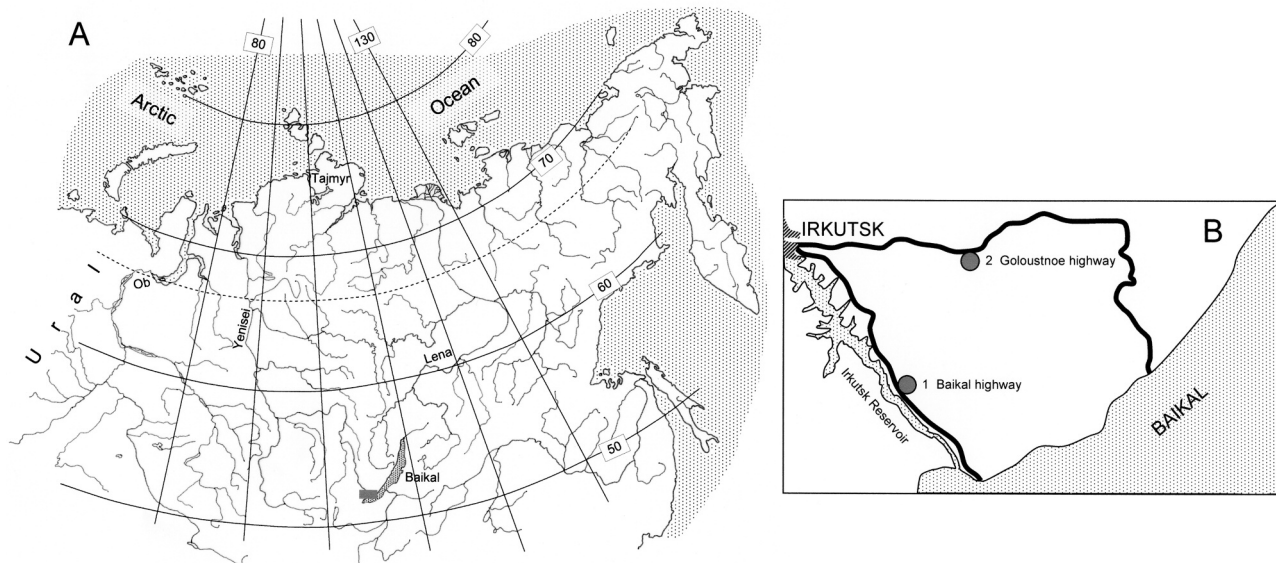 A
80
130
80
Arctic
Ocean
Tajmyr
70
Ob
Ural
Yenisei
60
Lena
Baikal
50
B
IRKUTSK
2 Goloustnoe highway
1 Baikal highway
Irkutsk Reservoir
BAIKAL